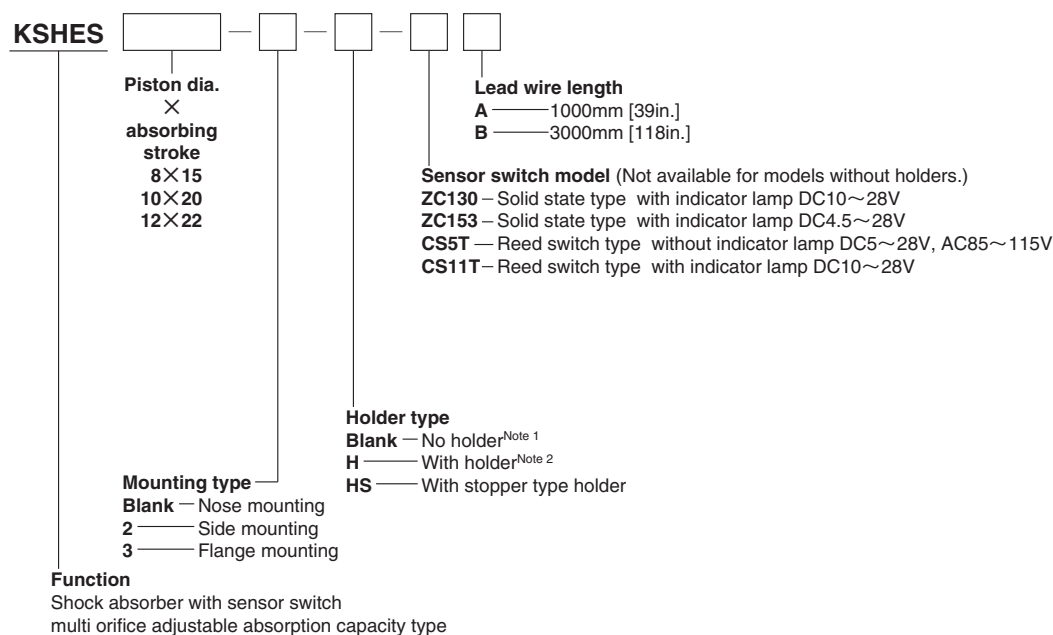 KSHES
Piston dia.
×
absorbing
stroke
8×15
10×20
12×22
Lead wire length
A 1000mm [39in.]
B 3000mm [118in.]
Sensor switch model (Not available for models without holders.)
ZC130 – Solid state type with indicator lamp DC10～28V
ZC153 – Solid state type with indicator lamp DC4.5～28V
CS5T — Reed switch type without indicator lamp DC5～28V, AC85～115V
CS11T – Reed switch type with indicator lamp DC10～28V
Holder type
Blank — No holder Note 1
H — With holder Note 2
HS — With stopper type holder
Mounting type
Blank — Nose mounting
2 — Side mounting
3 — Flange mounting
Function
Shock absorber with sensor switch
multi orifice adjustable absorption capacity type